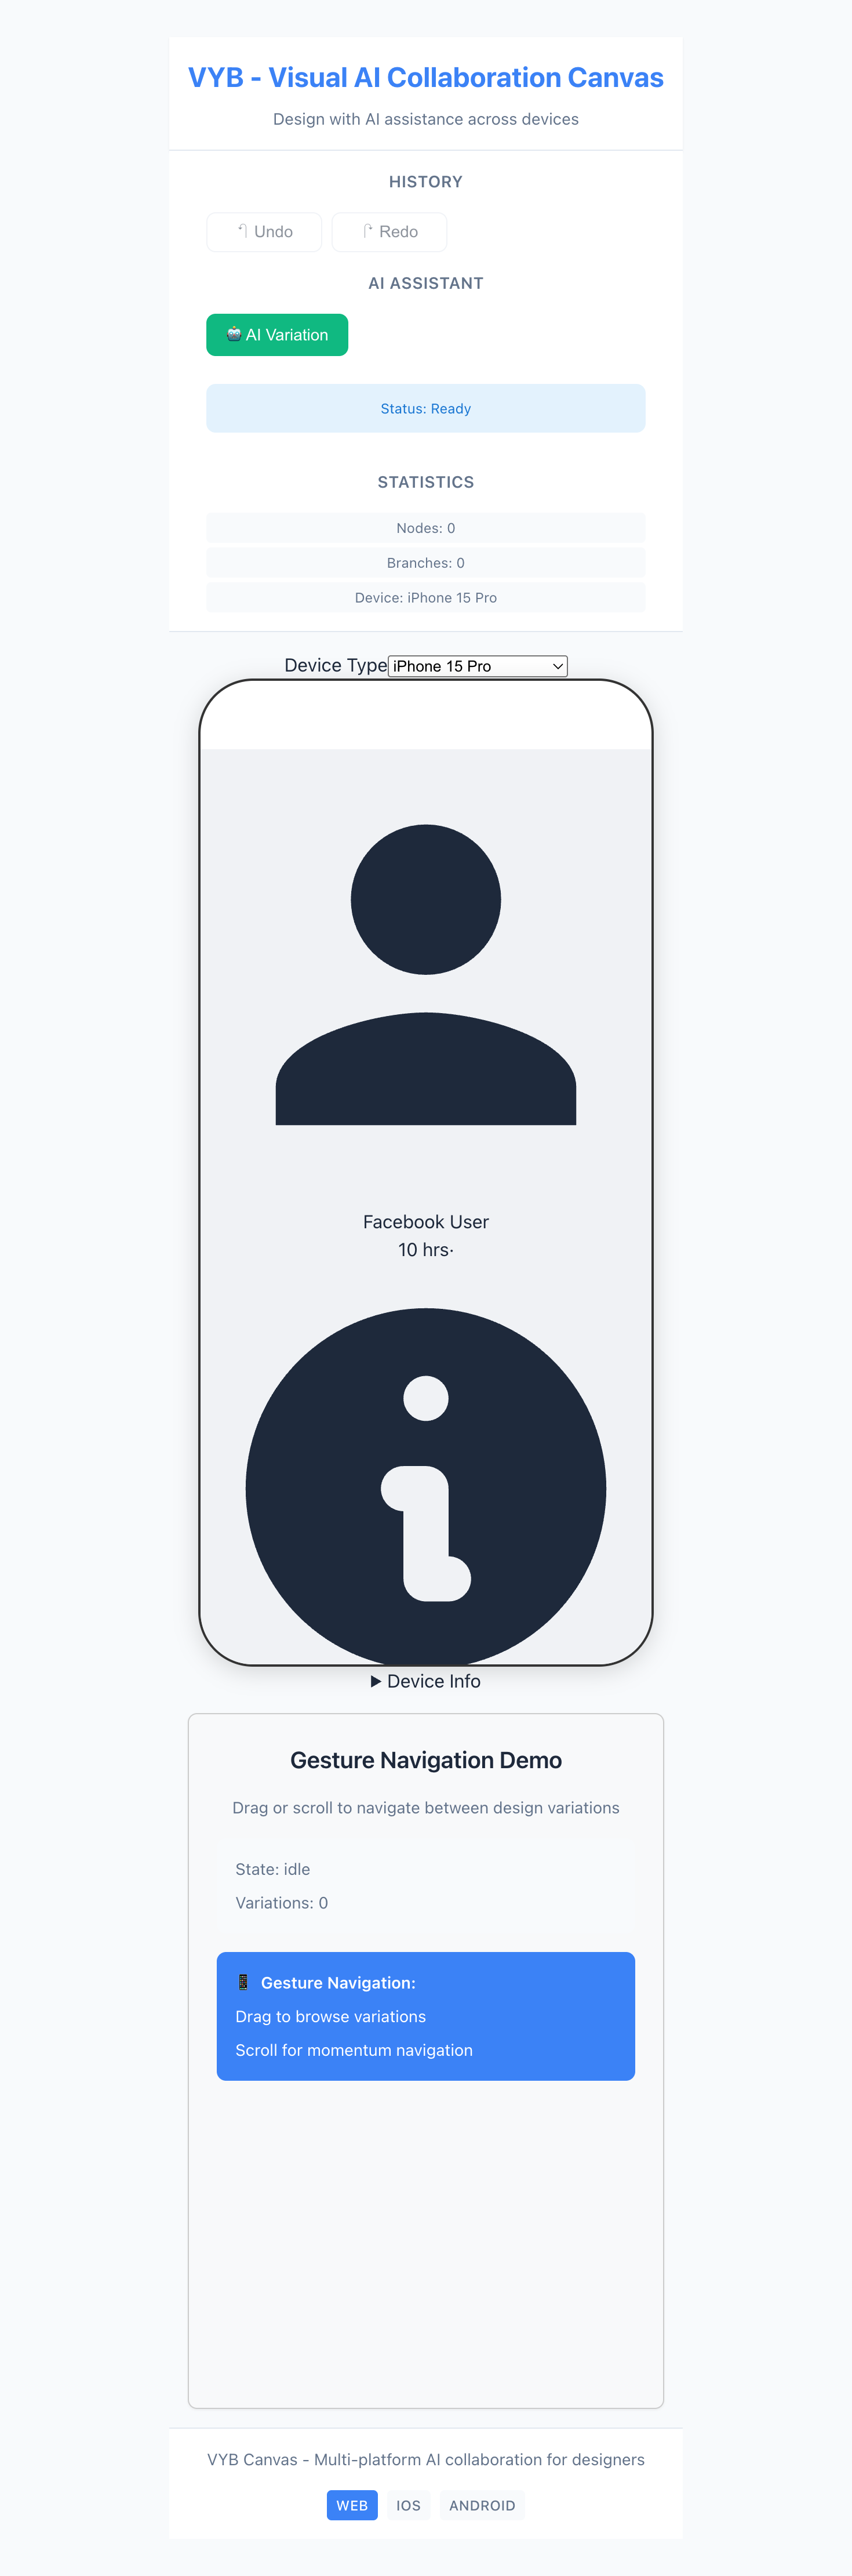 VYB - Visual AI Collaboration Canvas
Design with AI assistance across devices
HISTORY
Undo
Redo
AI ASSISTANT
AI Variation
Status: Ready
STATISTICS
Nodes: 0
Branches: 0
Device: iPhone 15 Pro
Device Type iPhone 15 Pro
Facebook User
10 hrs·
Device Info
Gesture Navigation Demo
Drag or scroll to navigate between design variations
State: idle
Variations: 0
Gesture Navigation:
Drag to browse variations
Scroll for momentum navigation
VYB Canvas - Multi-platform AI collaboration for designers
WEB
IOS
ANDROID